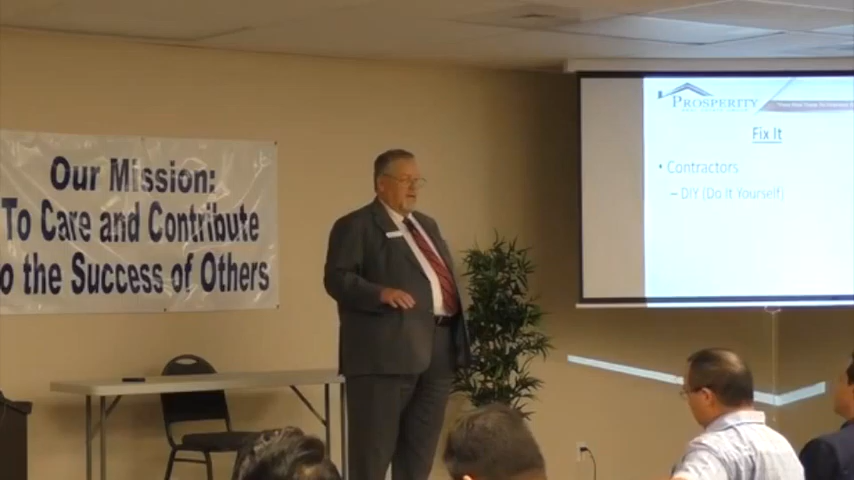 Our Mission:
To Care and Contribute
o the Success of Others
PROSPERITY
Fix It
• Contractors
– DIY (Do It Yourself)